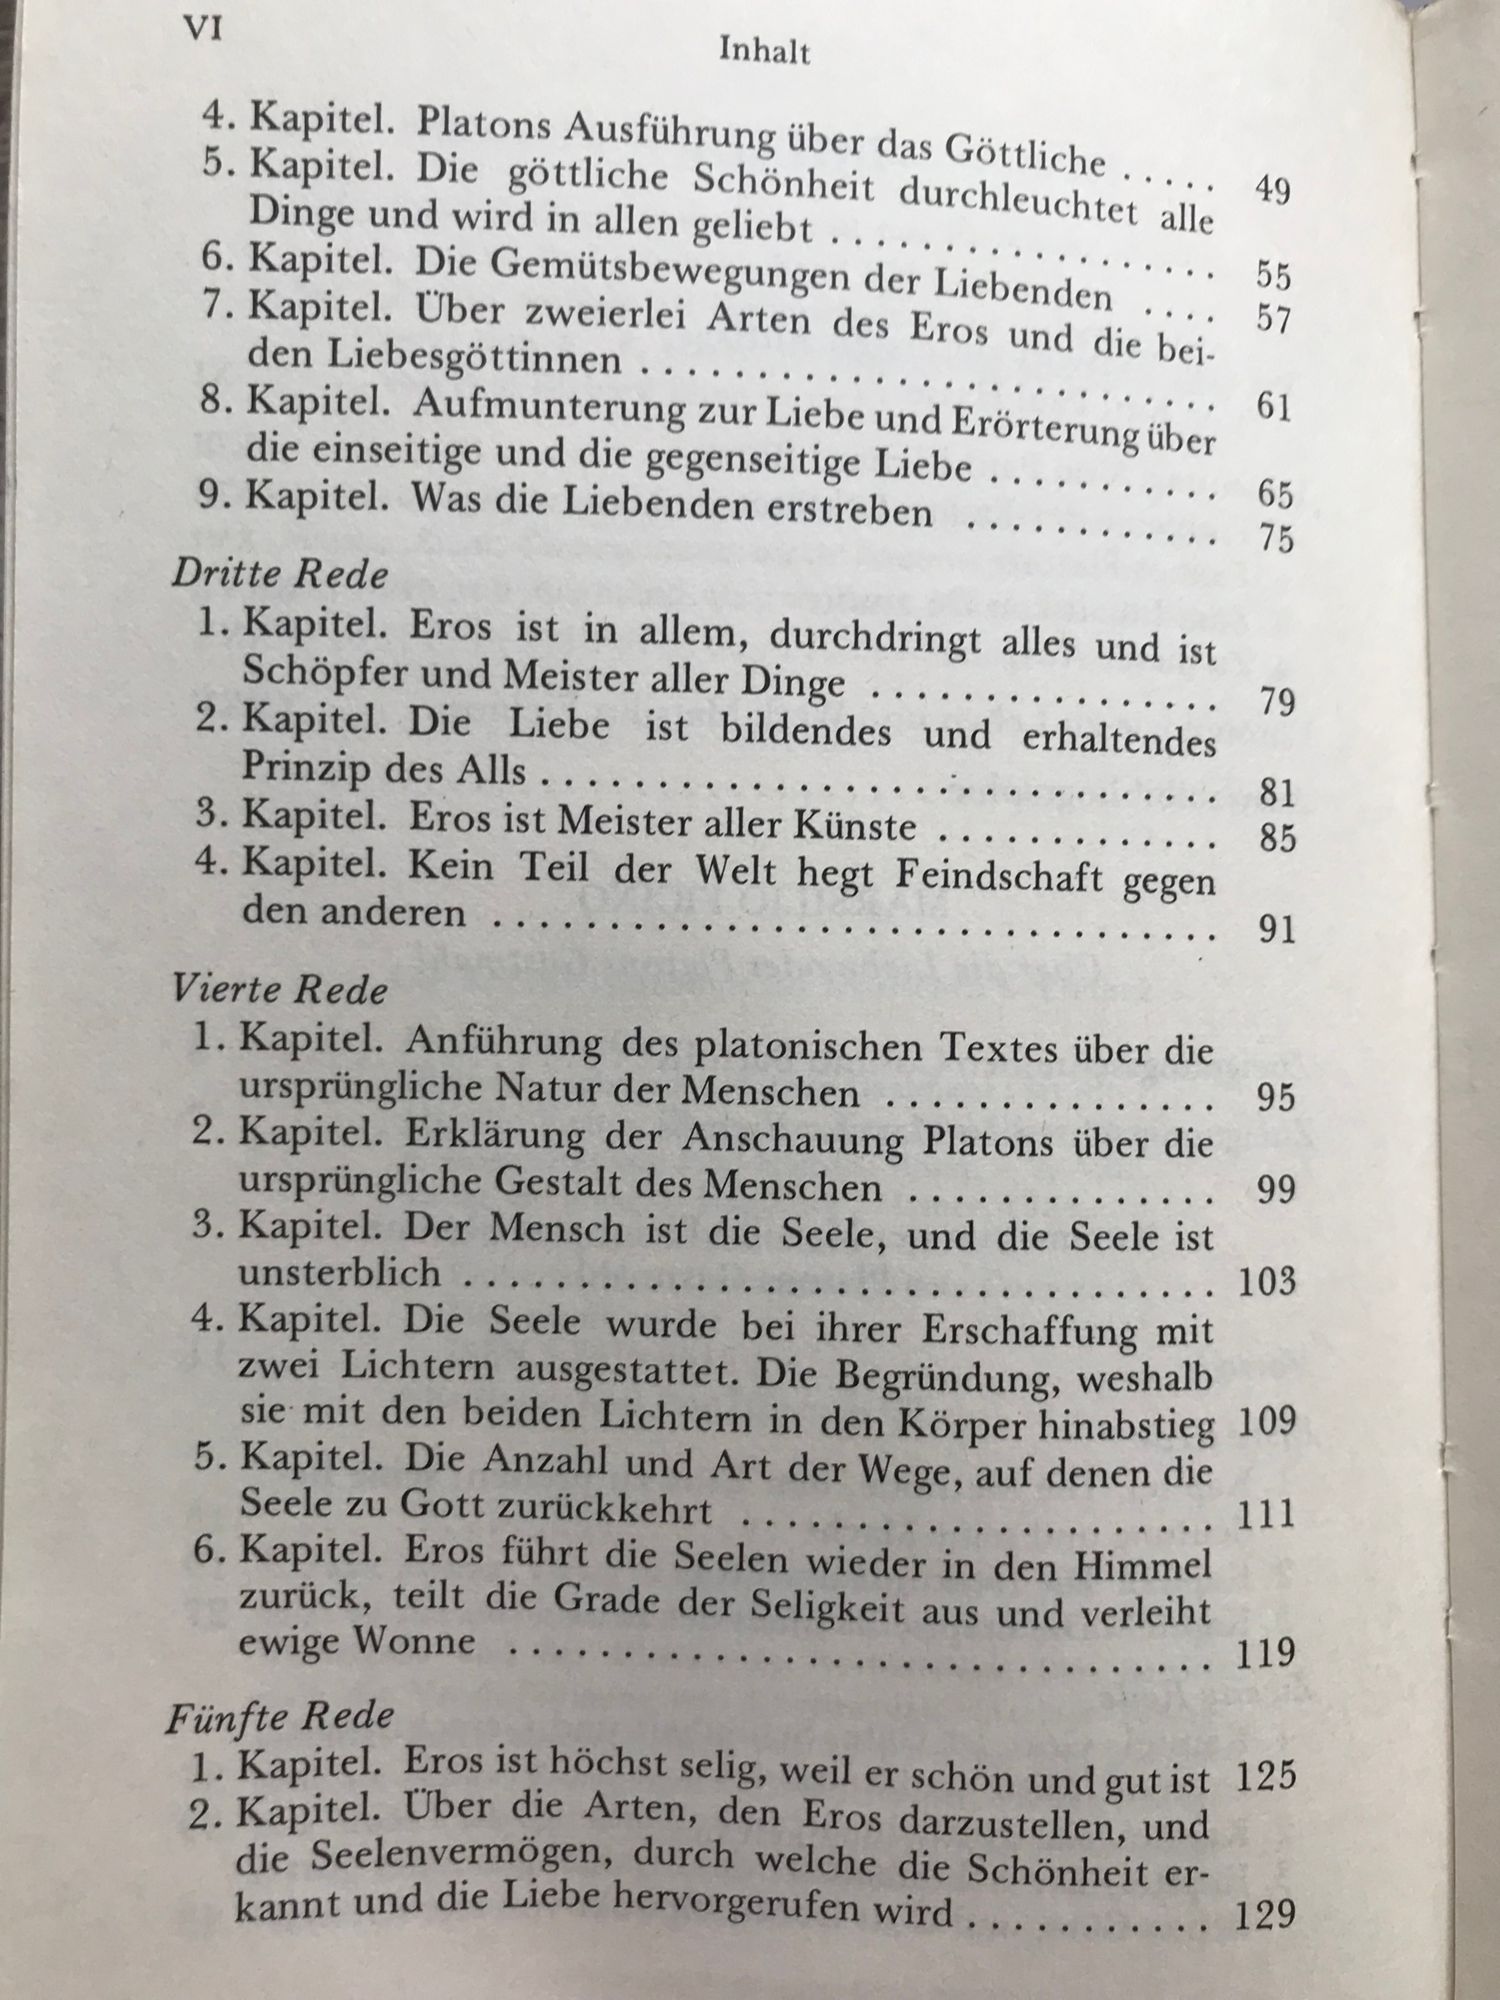 VI
Inhalt
4. Kapitel. Platons Ausführung über das Göttliche ..... 49
5. Kapitel. Die göttliche Schönheit durchleuchtet alle
Dinge und wird in allen geliebt ................. 55
6. Kapitel. Die Gemütsbewegungen der Liebenden .... 57
7. Kapitel. Über zweierlei Arten des Eros und die bei-
den Liebesgöttinnen ......................... 61
8. Kapitel. Aufmunterung zur Liebe und Erörterung über
die einseitige und die gegenseitige Liebe ........... 65
9. Kapitel. Was die Liebenden erstreben ............ 75
Dritte Rede
1. Kapitel. Eros ist in allem, durchdringt alles und ist
Schöpfer und Meister aller Dinge ................ 79
2. Kapitel. Die Liebe ist bildendes und erhaltendes
Prinzip des Alls .............................. 81
3. Kapitel. Eros ist Meister aller Künste ............. 85
4. Kapitel. Kein Teil der Welt hegt Feindschaft gegen
den anderen ................................ 91
Vierte Rede
1. Kapitel. Anführung des platonischen Textes über die
ursprüngliche Natur der Menschen ............... 95
2. Kapitel. Erklärung der Anschauung Platons über die
ursprüngliche Gestalt des Menschen .............. 99
3. Kapitel. Der Mensch ist die Seele, und die Seele ist
unsterblich .................................. 103
4. Kapitel. Die Seele wurde bei ihrer Erschaffung mit
zwei Lichtern ausgestattet. Die Begründung, weshalb
sie mit den beiden Lichtern in den Körper hinabstieg 109
5. Kapitel. Die Anzahl und Art der Wege, auf denen die
Seele zu Gott zurückkehrt ...................... 111
6. Kapitel. Eros führt die Seelen wieder in den Himmel
zurück, teilt die Grade der Seligkeit aus und verleiht
ewige Wonne ................................. 119
Fünfte Rede
1. Kapitel. Eros ist höchst selig, weil er schön und gut ist 125
2. Kapitel. Über die Arten, den Eros darzustellen, und
die Seelenvermögen, durch welche die Schönheit er-
kannt und die Liebe hervorgerufen wird ........... 129